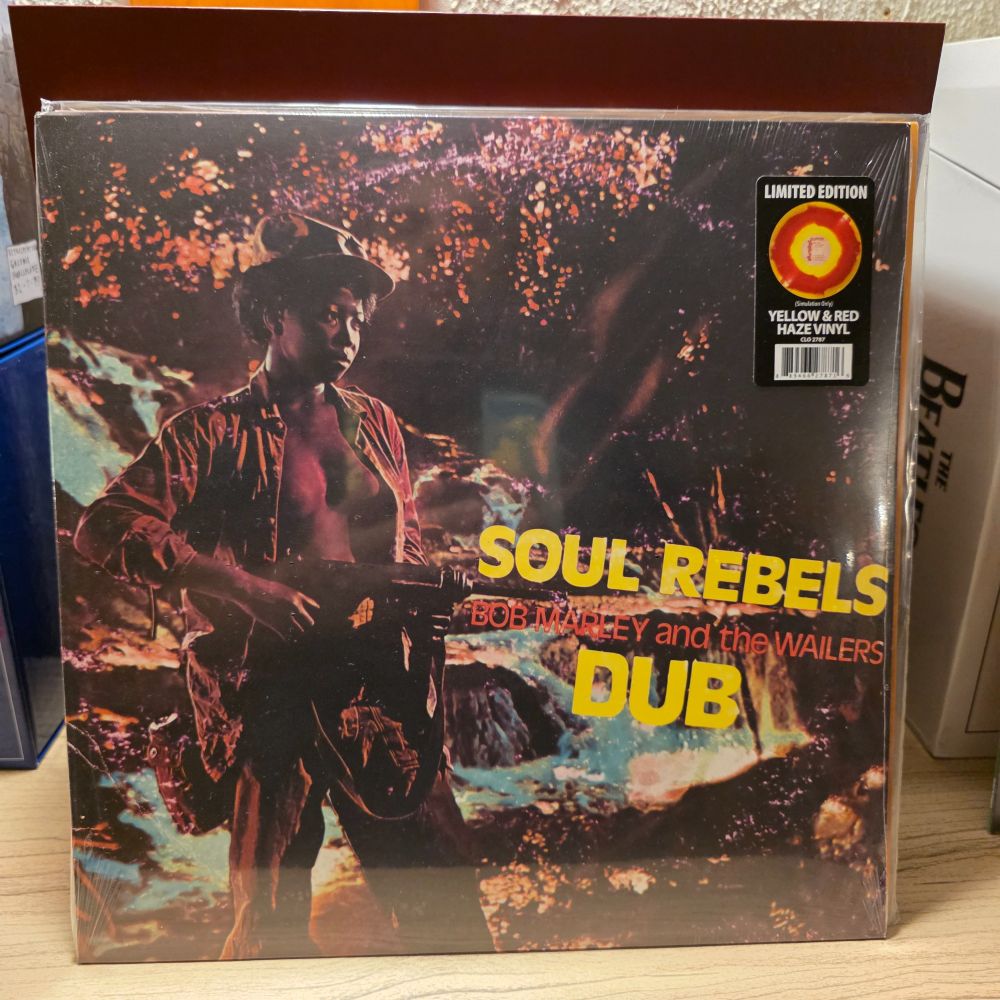 LIMITED EDITION
(Simulation Only)
YELLOW & RED
HAZE VINYL
CLO 2787
SOUL REBELS
BOB MARLEY and the WAILERS
DUB
THE
BEATLES